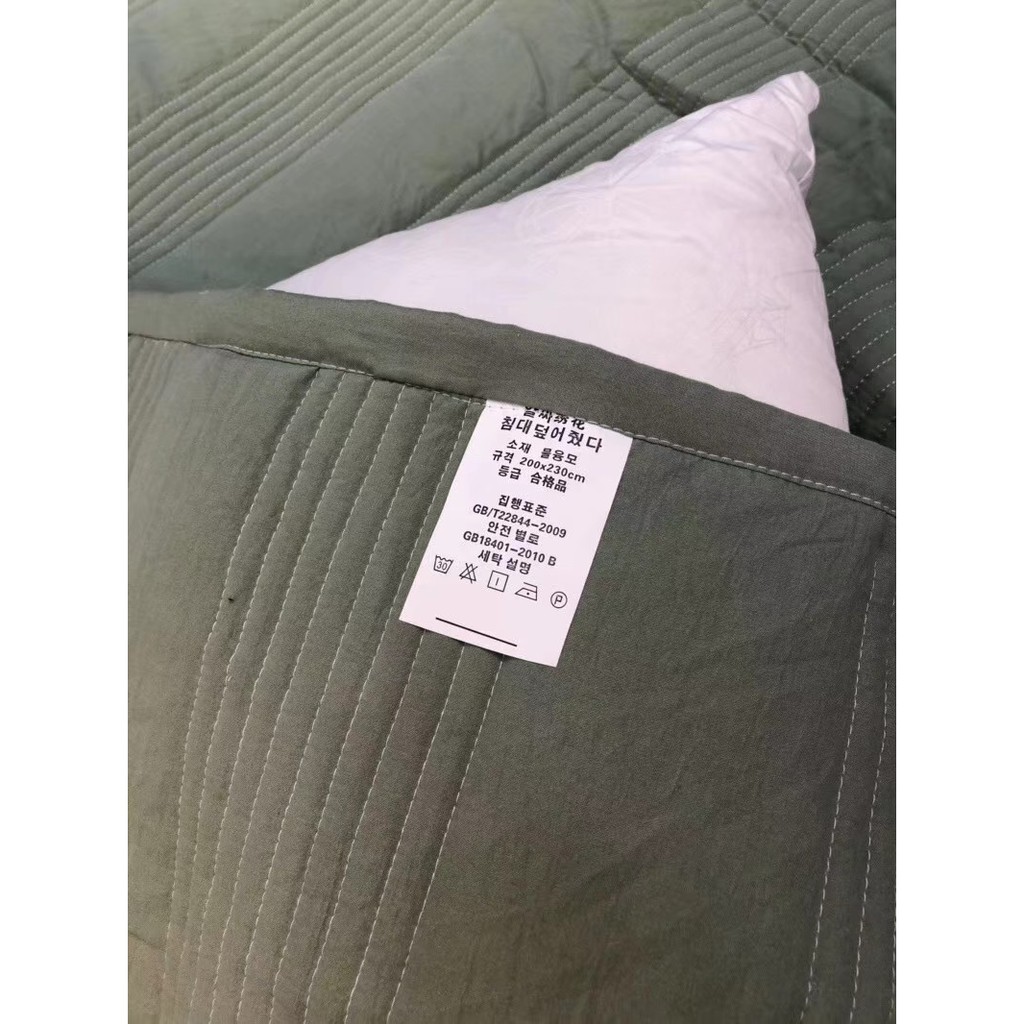 침대덮어줬다
소재 물융모
규격 200x230cm
등급 合格品
집행표준
GB/T22844-2009
안전 별로
GB18401-2010 B
세탁 설명
30
P